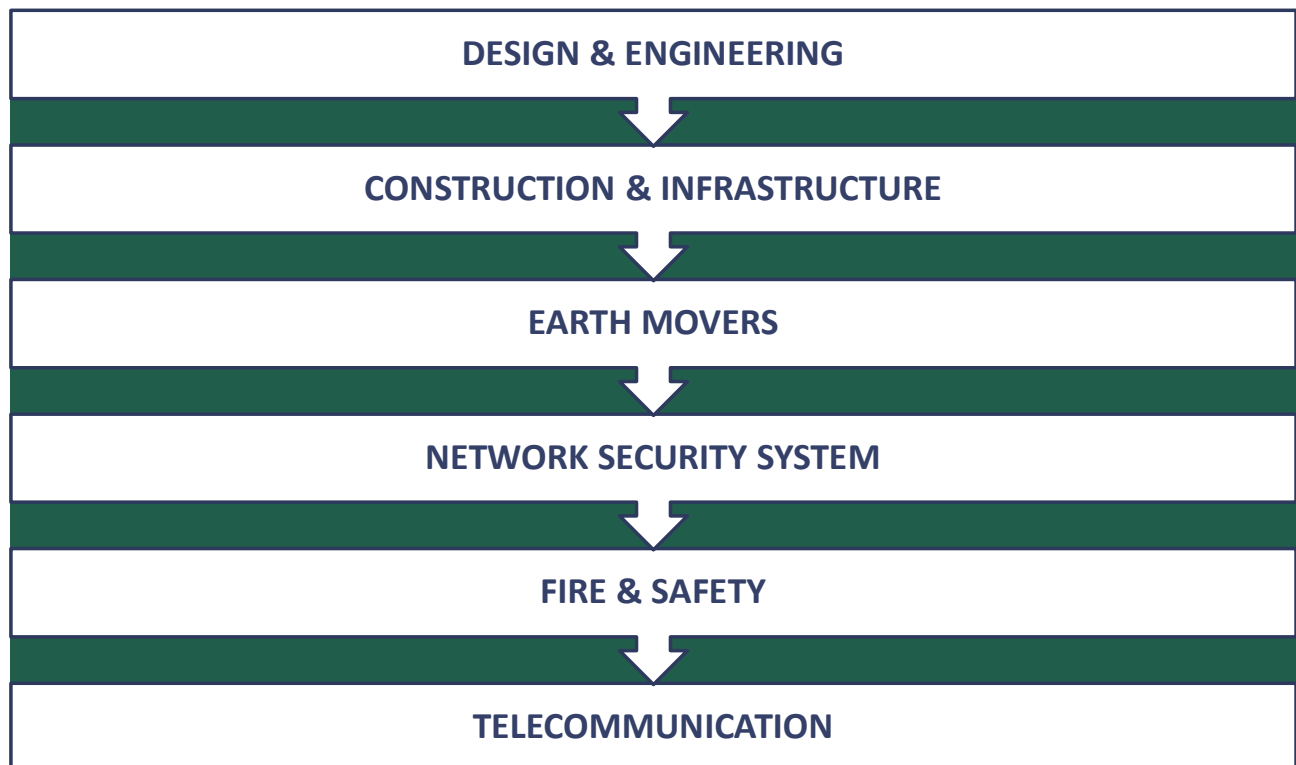 DESIGN & ENGINEERING
CONSTRUCTION & INFRASTRUCTURE
EARTH MOVERS
NETWORK SECURITY SYSTEM
FIRE & SAFETY
TELECOMMUNICATION